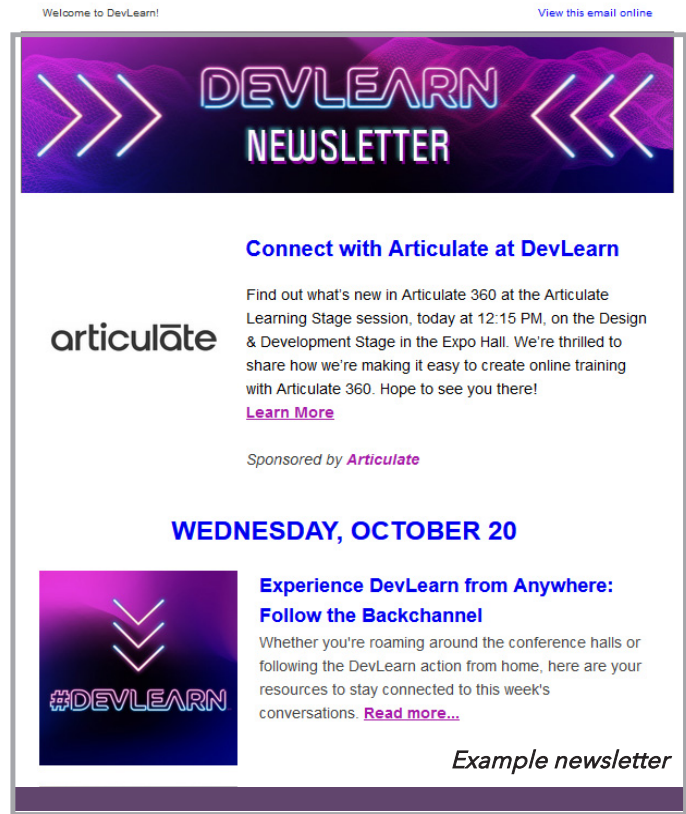 Welcome to DevLearn!
View this email online
DEVLEARN
NEWSLETTER
Connect with Articulate at DevLearn
articulāte
Find out what's new in Articulate 360 at the Articulate
Learning Stage session, today at 12:15 PM, on the Design
& Development Stage in the Expo Hall. We're thrilled to
share how we're making it easy to create online training
with Articulate 360. Hope to see you there!
Learn More
Sponsored by Articulate
WEDNESDAY, OCTOBER 20
#DEVLEARN
Experience DevLearn from Anywhere:
Follow the Backchannel
Whether you're roaming around the conference halls or
following the DevLearn action from home, here are your
resources to stay connected to this week's
conversations. Read more...
Example newsletter